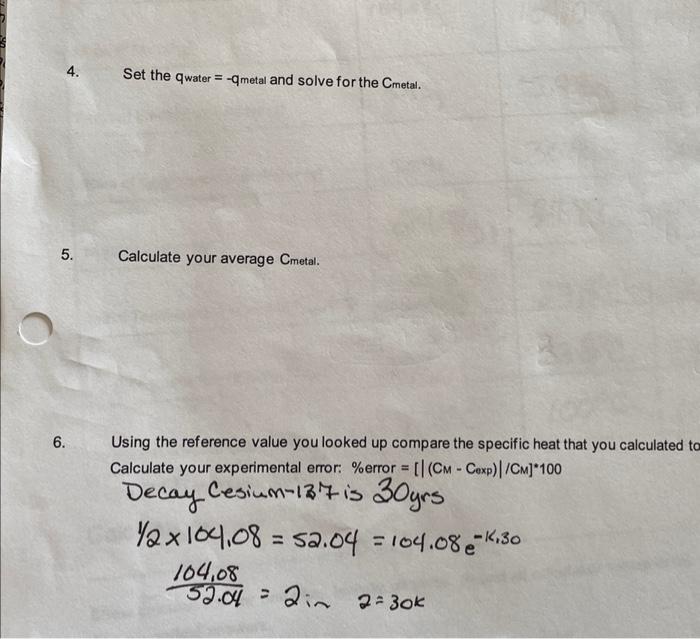 4. Set the qwater = -qmetal and solve for the Cmetal.
5. Calculate your average Cmetal.
6. Using the reference value you looked up compare the specific heat that you calculated to
Calculate your experimental error: %error = [|(CM - Cexp)|/CM]*100
Decay Cesium-137 is 30yrs
1/2 x 104.08 = 52.04 = 104.08e^-K.30
104.08
52.04 = 2in 2=30k